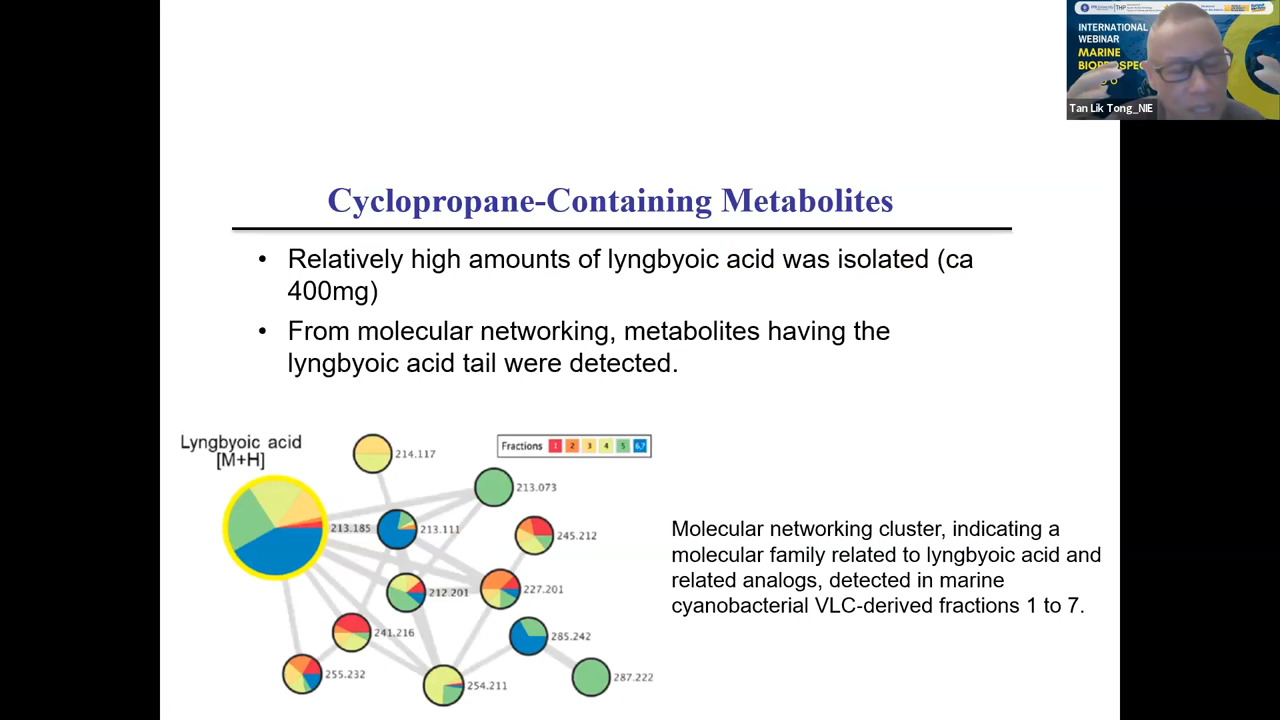 INTERNATIONAL
WEBINAR
MARINE
Tan Lik Tong_NIE
Cyclopropane-Containing Metabolites
• Relatively high amounts of lyngbyoic acid was isolated (ca
400mg)
• From molecular networking, metabolites having the
lyngbyoic acid tail were detected.
Lyngbyoic acid
[M+H]
Fractions 1 2 3 4 5 6,7
214.117
213.073
213.185
213.111
245.212
212.201
227.201
241.216
285.242
255.232
254.211
287.222
Molecular networking cluster, indicating a
molecular family related to lyngbyoic acid and
related analogs, detected in marine
cyanobacterial VLC-derived fractions 1 to 7.